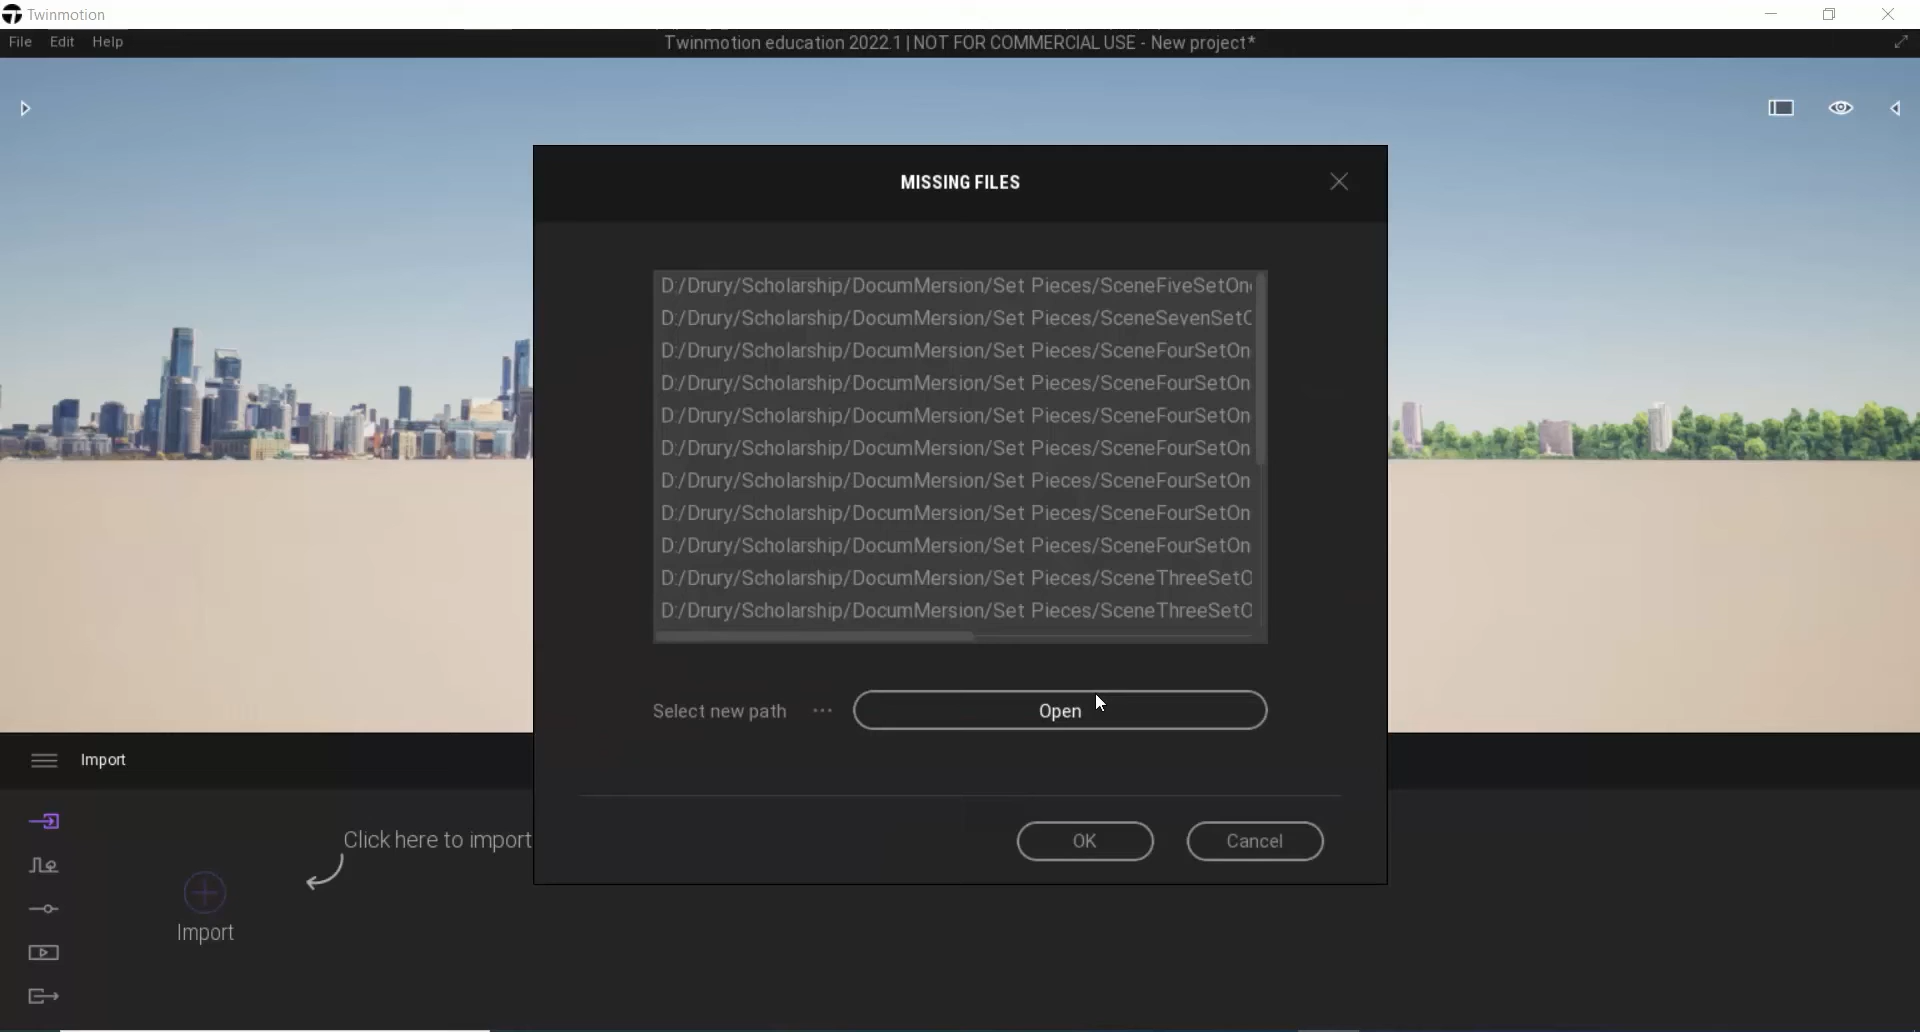 Twinmotion
File Edit Help
Twinmotion education 2022.1 | NOT FOR COMMERCIAL USE - New project*
MISSING FILES
D:/Drury/Scholarship/DocumMersion/Set Pieces/SceneFiveSetOn
D:/Drury/Scholarship/DocumMersion/Set Pieces/SceneSevenSet
D:/Drury/Scholarship/DocumMersion/Set Pieces/SceneFourSetOn
D:/Drury/Scholarship/DocumMersion/Set Pieces/SceneFourSetOn
D:/Drury/Scholarship/DocumMersion/Set Pieces/SceneFourSetOn
D:/Drury/Scholarship/DocumMersion/Set Pieces/SceneFourSetOn
D:/Drury/Scholarship/DocumMersion/Set Pieces/SceneFourSetOn
D:/Drury/Scholarship/DocumMersion/Set Pieces/SceneFourSetOn
D:/Drury/Scholarship/DocumMersion/Set Pieces/SceneFourSetOn
D:/Drury/Scholarship/DocumMersion/Set Pieces/SceneThreeSetO
D:/Drury/Scholarship/DocumMersion/Set Pieces/SceneThreeSetO
Select new path ... Open
Import
Click here to import
OK Cancel
Import